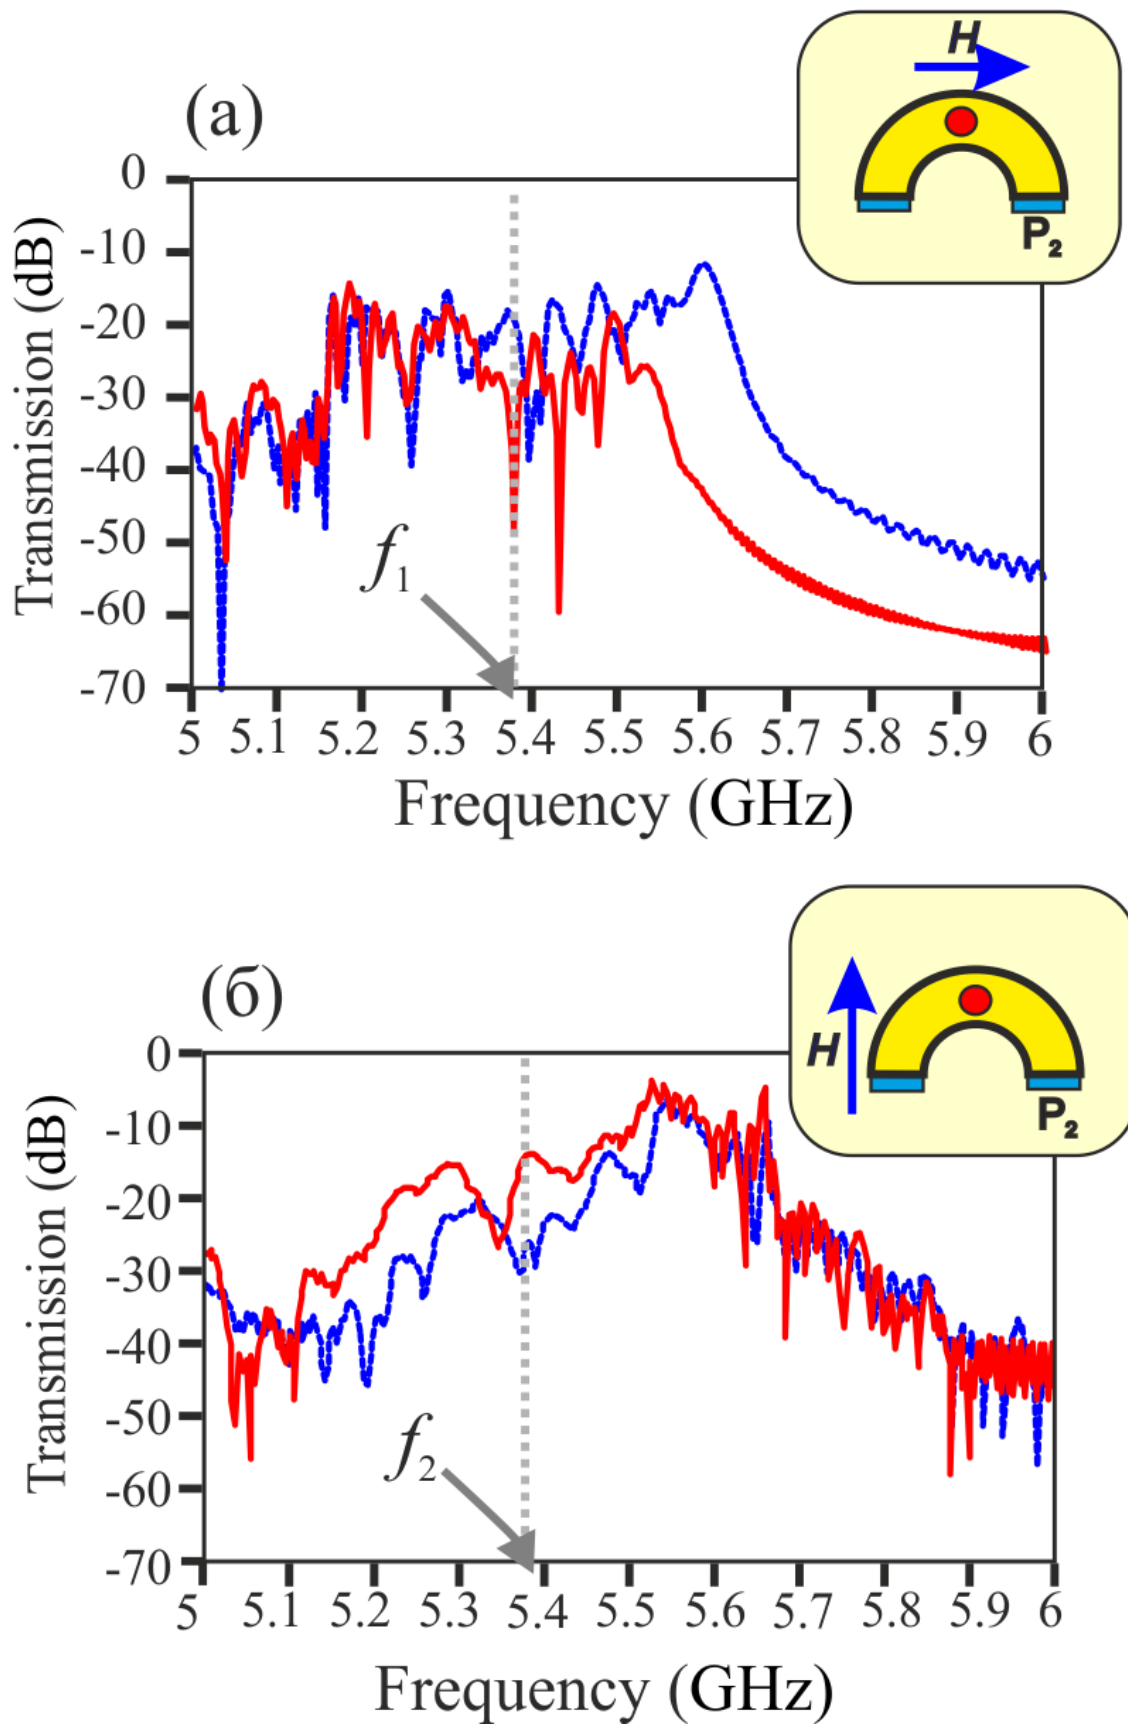 (а)
H
P2
Transmission (dB)
0
-10
-20
-30
-40
-50
-60
-70
f1
5 5.1 5.2 5.3 5.4 5.5 5.6 5.7 5.8 5.9 6
Frequency (GHz)
(б)
H
P2
Transmission (dB)
0
-10
-20
-30
-40
-50
-60
-70
f2
5 5.1 5.2 5.3 5.4 5.5 5.6 5.7 5.8 5.9 6
Frequency (GHz)